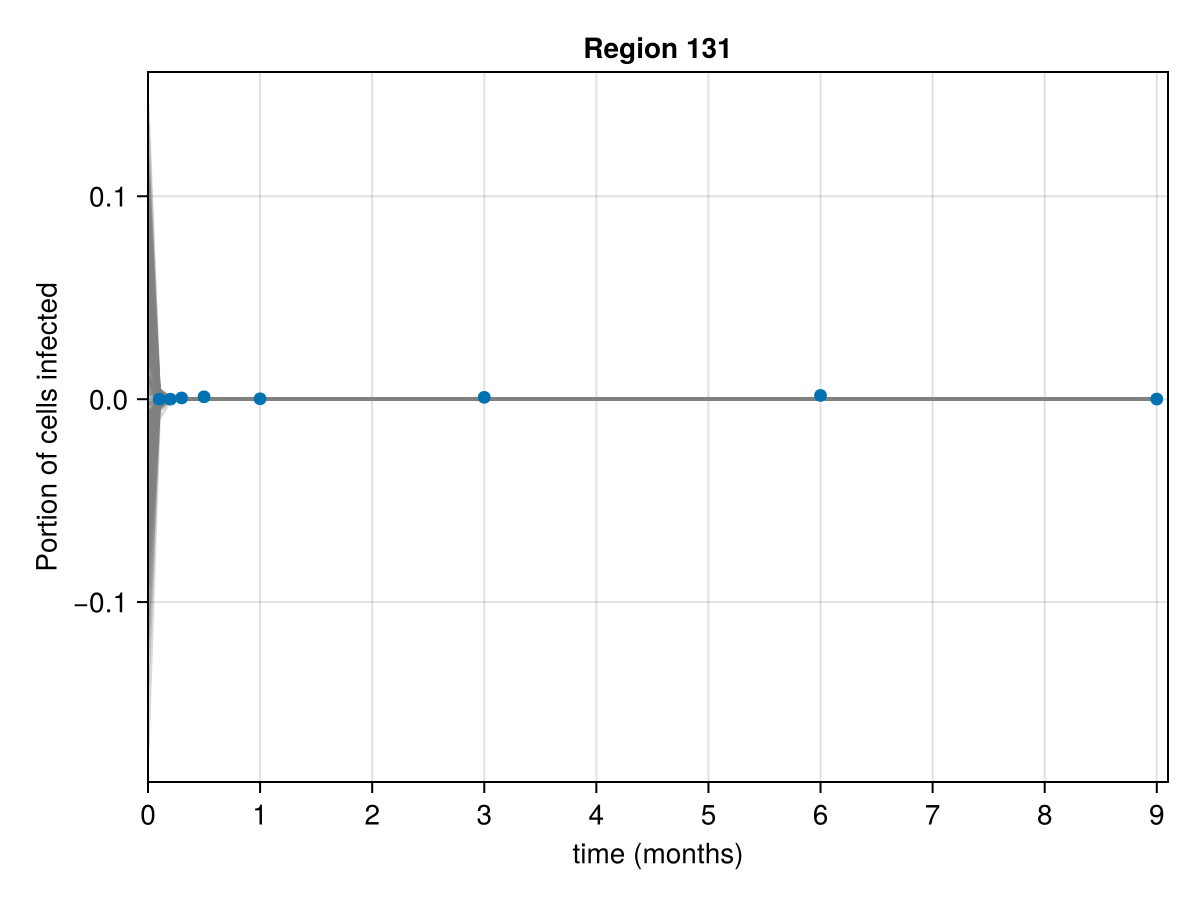 Region 131
Portion of cells infected
0.1
0.0
−0.1
0 1 2 3 4 5 6 7 8 9
time (months)